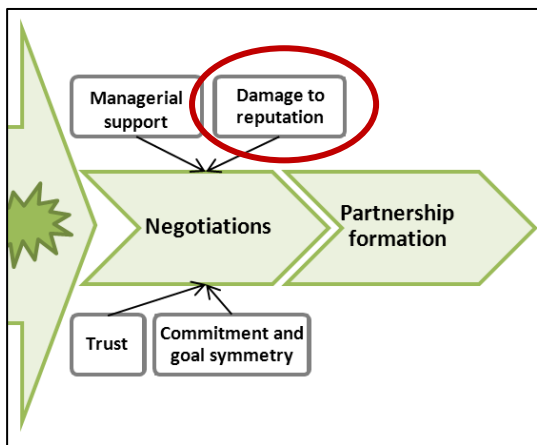 Managerial
support
Damage to
reputation
Negotiations
Partnership
formation
Trust
Commitment and
goal symmetry